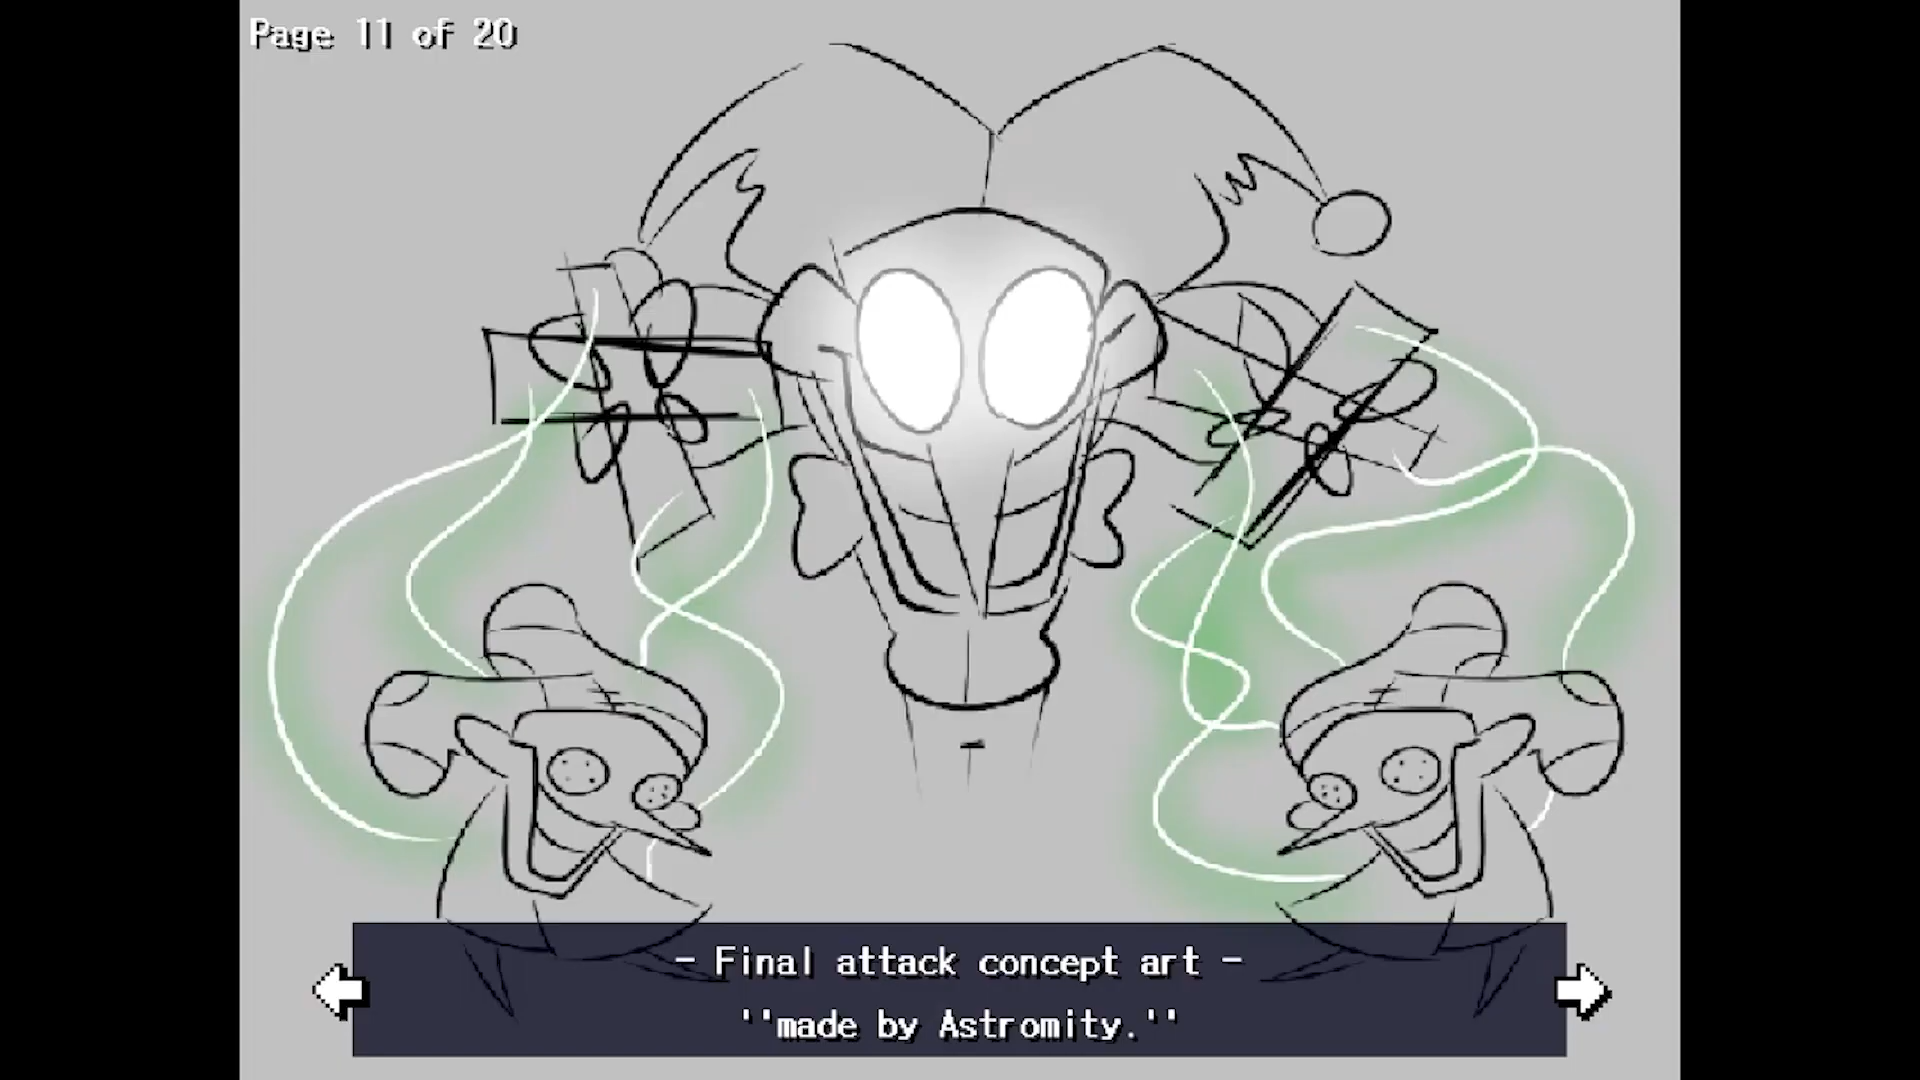 Page 11 of 20
- Final attack concept art -
''made by Astromity.''